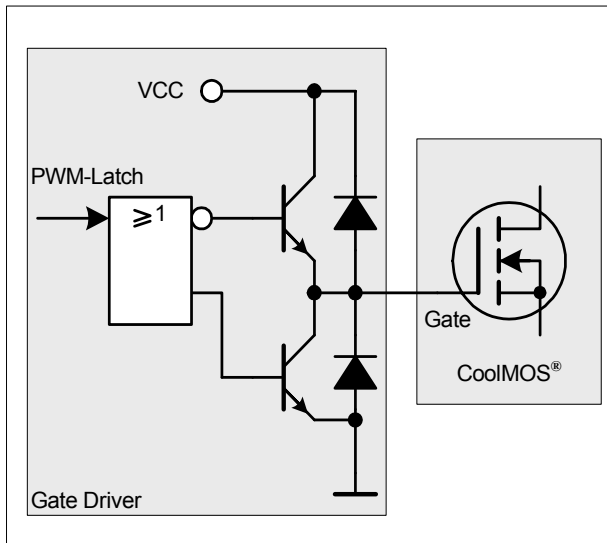 VCC
PWM-Latch
≥1
Gate
CoolMOS®
Gate Driver